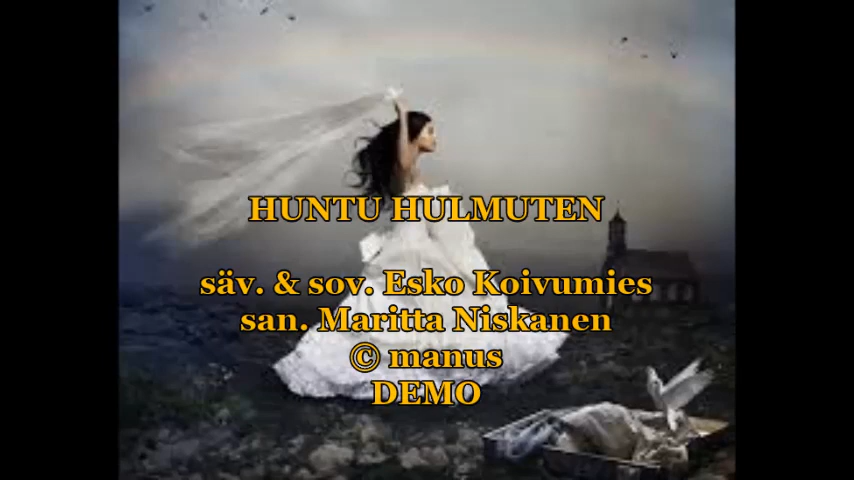 HUNTU HULMUTEN
säv. & sov. Esko Koivumies
san. Maritta Niskanen
© manus
DEMO